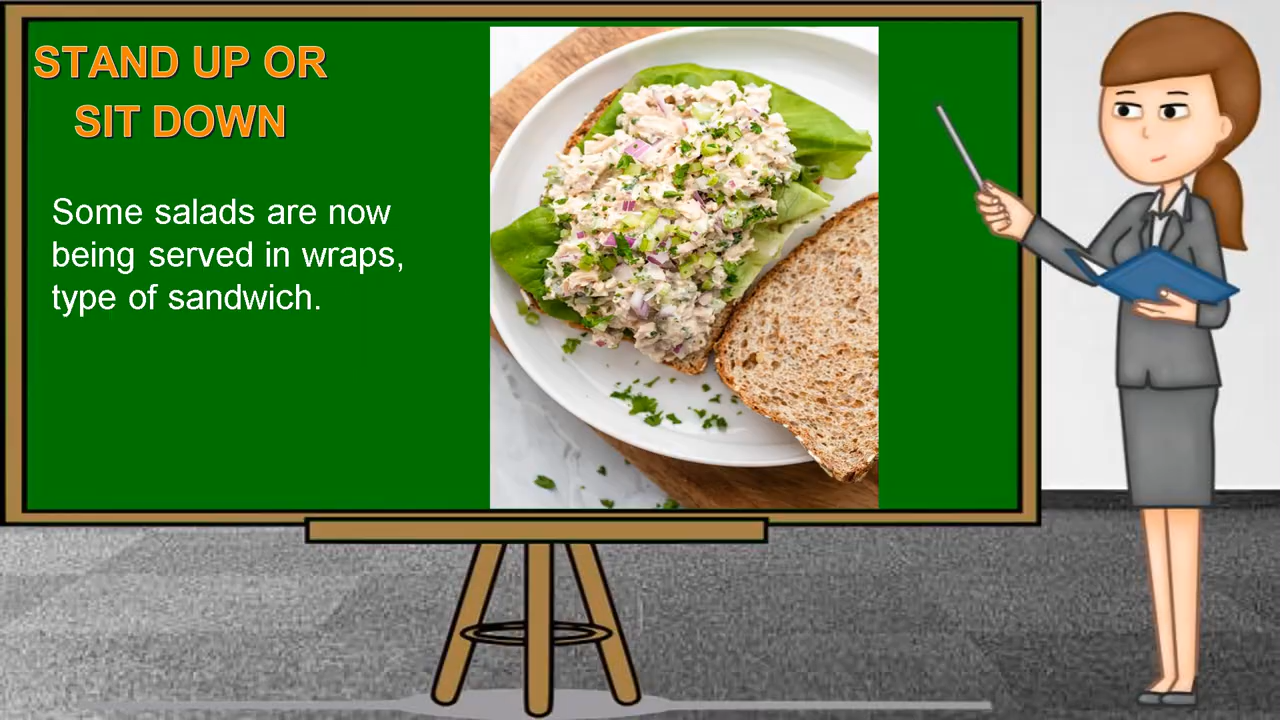 STAND UP OR
SIT DOWN
Some salads are now
being served in wraps,
type of sandwich.